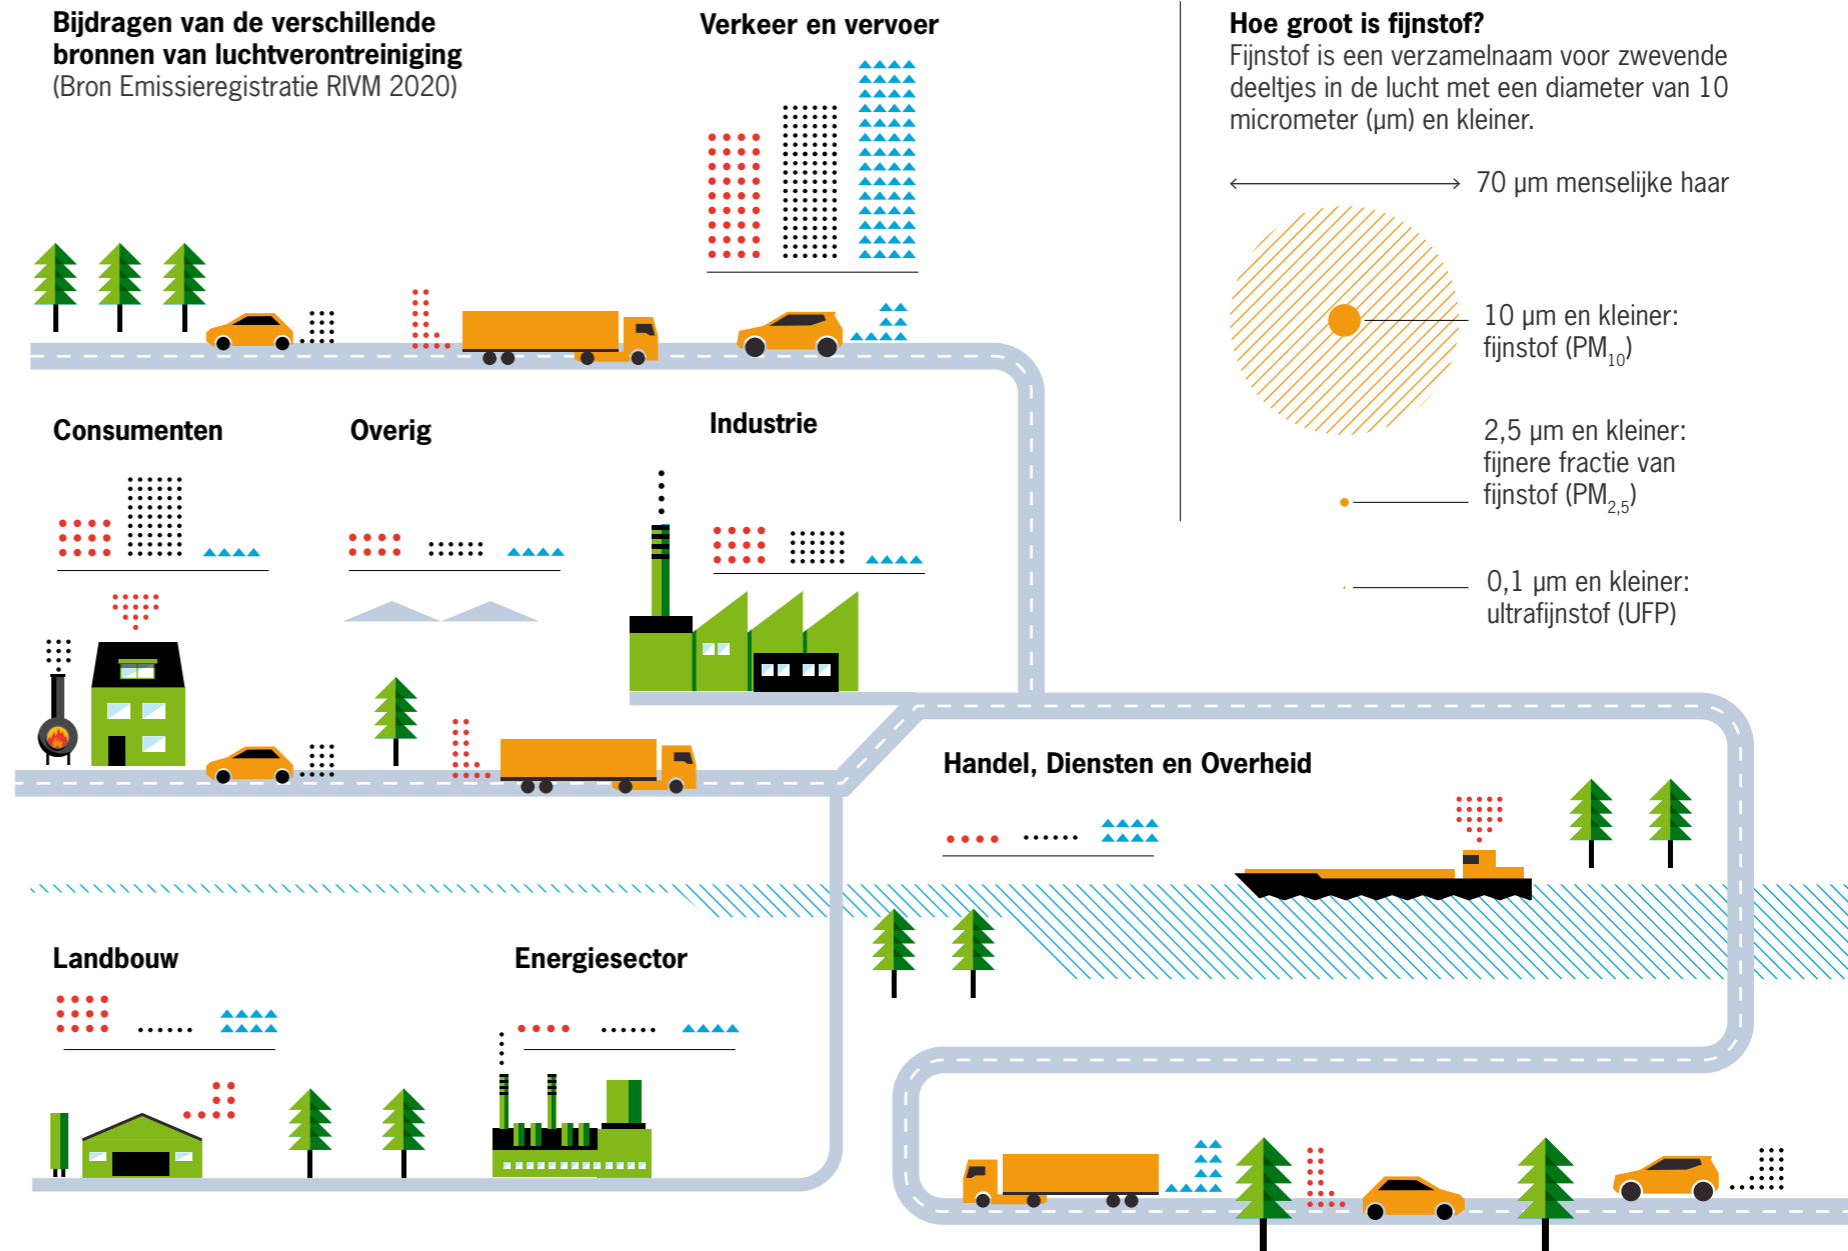 Bijdragen van de verschillende
bronnen van luchtverontreiniging
(Bron Emissieregistratie RIVM 2020)
Verkeer en vervoer
Hoe groot is fijnstof?
Fijnstof is een verzamelnaam voor zwevende
deeltjes in de lucht met een diameter van 10
micrometer (µm) en kleiner.
70 µm menselijke haar
10 µm en kleiner:
fijnstof (PM₁₀)
2,5 µm en kleiner:
fijnere fractie van
fijnstof (PM₂,₅)
0,1 µm en kleiner:
ultrafijnstof (UFP)
Consumenten
Overig
Industrie
Handel, Diensten en Overheid
Landbouw
Energiesector